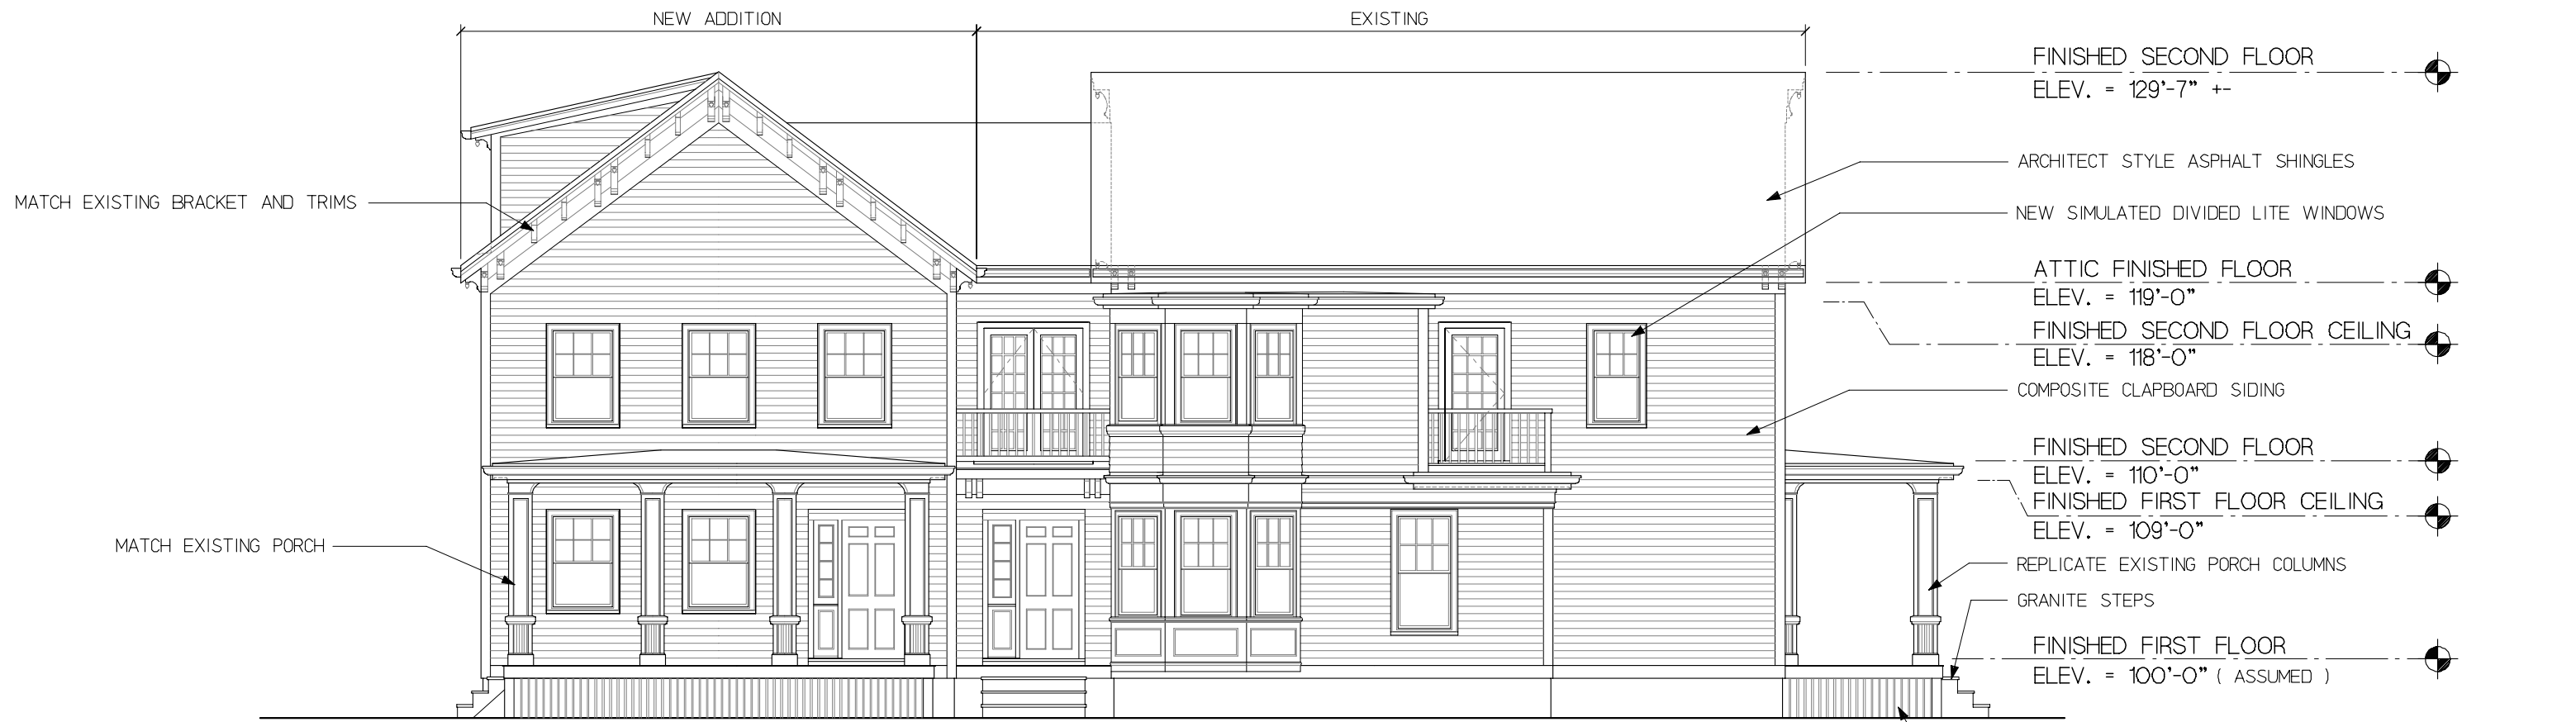 NEW ADDITION
EXISTING
FINISHED SECOND FLOOR
ELEV. = 129'-7" +-
ARCHITECT STYLE ASPHALT SHINGLES
MATCH EXISTING BRACKET AND TRIMS
NEW SIMULATED DIVIDED LITE WINDOWS
ATTIC FINISHED FLOOR
ELEV. = 119'-0"
FINISHED SECOND FLOOR CEILING
ELEV. = 118'-0"
COMPOSITE CLAPBOARD SIDING
FINISHED SECOND FLOOR
ELEV. = 110'-0"
FINISHED FIRST FLOOR CEILING
ELEV. = 109'-0"
MATCH EXISTING PORCH
REPLICATE EXISTING PORCH COLUMNS
GRANITE STEPS
FINISHED FIRST FLOOR
ELEV. = 100'-0" ( ASSUMED )